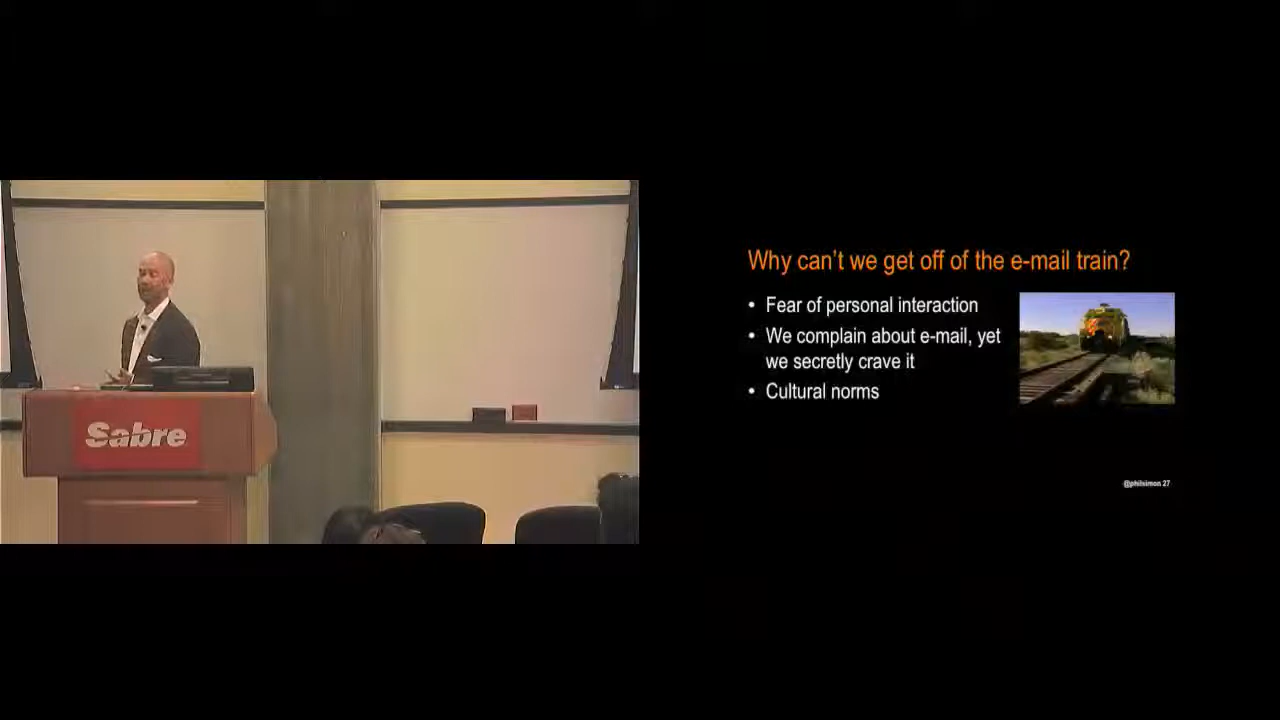 Sabre
Why can't we get off of the e-mail train?
• Fear of personal interaction
• We complain about e-mail, yet
we secretly crave it
• Cultural norms
@philsimon 27